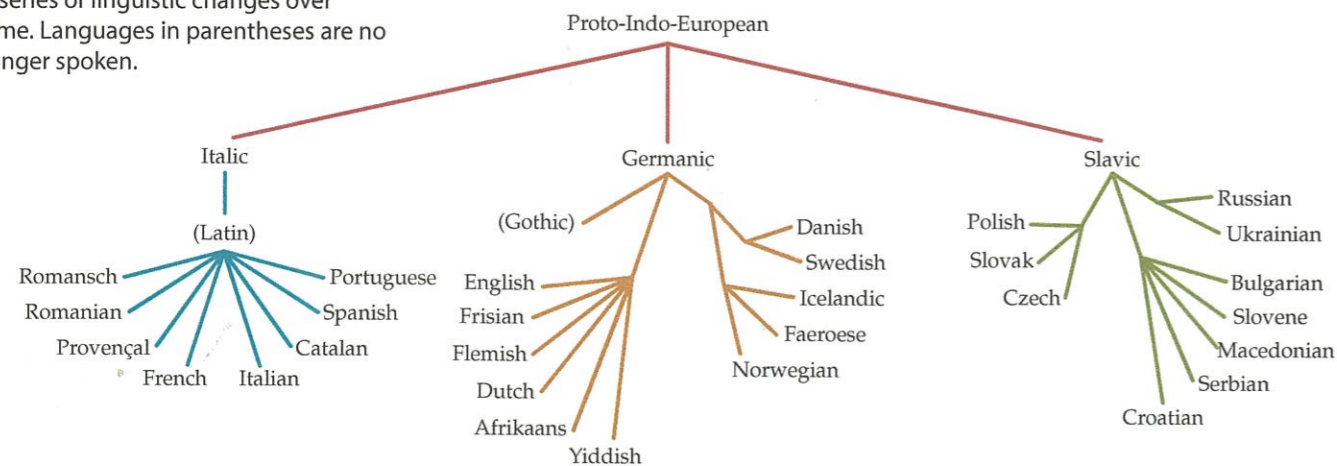 series of linguistic changes over
me. Languages in parentheses are no
nger spoken.
Proto-Indo-European
Italic
(Latin)
Romansch
Romanian
Provençal
French
Italian
Catalan
Spanish
Portuguese
Germanic
(Gothic)
English
Frisian
Flemish
Dutch
Afrikaans
Yiddish
Danish
Swedish
Icelandic
Faeroese
Norwegian
Slavic
Polish
Slovak
Czech
Russian
Ukrainian
Bulgarian
Slovene
Macedonian
Serbian
Croatian